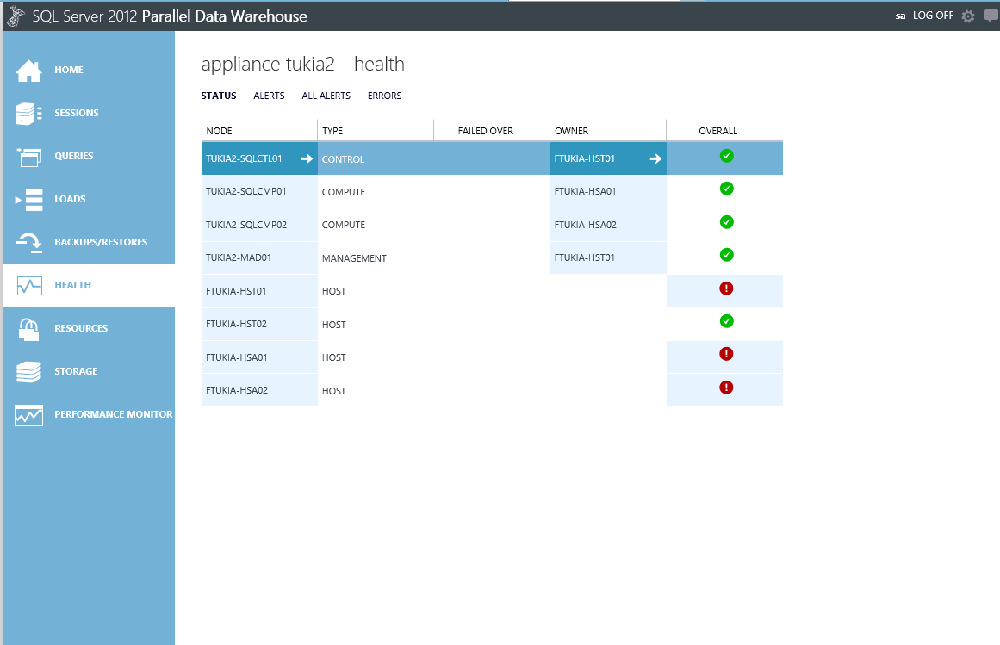 SQL Server 2012 Parallel Data Warehouse
sa LOG OFF
HOME
SESSIONS
QUERIES
LOADS
BACKUPS/RESTORES
HEALTH
RESOURCES
STORAGE
PERFORMANCE MONITOR
appliance tukia2 - health
STATUS ALERTS ALL ALERTS ERRORS
NODE TYPE FAILED OVER OWNER OVERALL
TUKIA2-SQLCTL01 CONTROL FTUKIA-HST01
TUKIA2-SQLCMP01 COMPUTE FTUKIA-HSA01
TUKIA2-SQLCMP02 COMPUTE FTUKIA-HSA02
TUKIA2-MAD01 MANAGEMENT FTUKIA-HST01
FTUKIA-HST01 HOST
FTUKIA-HST02 HOST
FTUKIA-HSA01 HOST
FTUKIA-HSA02 HOST